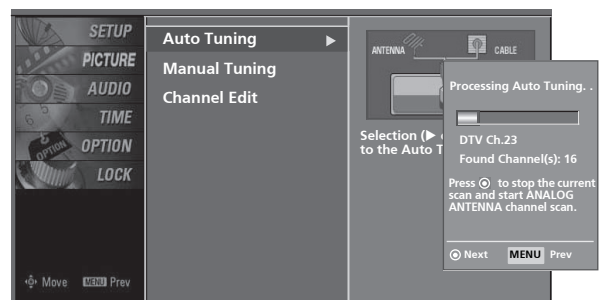 SETUP
PICTURE
AUDIO
TIME
OPTION
LOCK
Move MENU Prev
Auto Tuning
Manual Tuning
Channel Edit
ANTENNA
CABLE
Selection (▶
to the Auto T
Processing Auto Tuning. .
DTV Ch.23
Found Channel(s): 16
Press ⊙ to stop the current
scan and start ANALOG
ANTENNA channel scan.
⊙ Next MENU Prev
OPTION